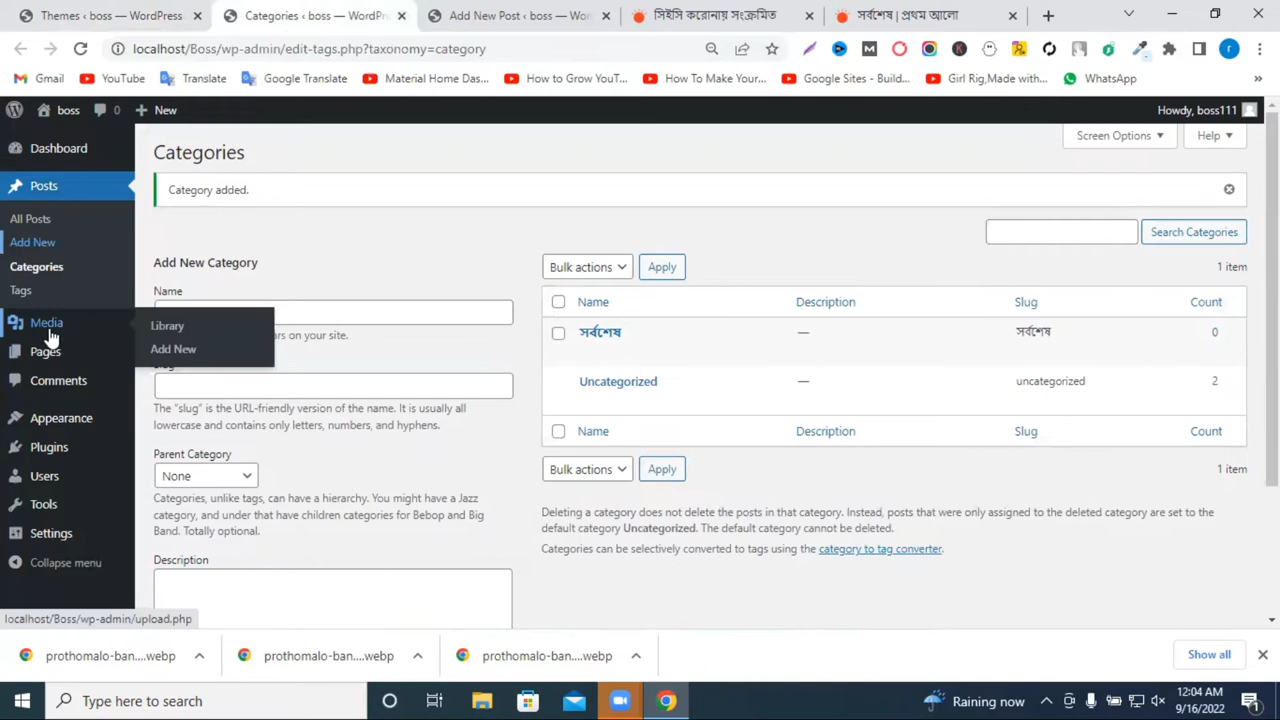 Themes ‹ boss — WordPress
Categories ‹ boss — WordPre
Add New Post ‹ boss — Wor
সিইসি করোনায় সংক্রমিত
সর্বশেষ | প্রথম আলো
localhost/Boss/wp-admin/edit-tags.php?taxonomy=category
Gmail
YouTube
Translate
Google Translate
Material Home Das...
How to Grow YouT...
How To Make Your...
Google Sites - Build...
Girl Rig,Made with...
WhatsApp
boss
0
New
Howdy, boss111
Dashboard
Posts
All Posts
Add New
Categories
Tags
Media
Library
Add New
Pages
Comments
Appearance
Plugins
Users
Tools
Settings
Collapse menu
Categories
Screen Options
Help
Category added.
Search Categories
Add New Category
Name
ars on your site.
The "slug" is the URL-friendly version of the name. It is usually all
lowercase and contains only letters, numbers, and hyphens.
Parent Category
None
Categories, unlike tags, can have a hierarchy. You might have a Jazz
category, and under that have children categories for Bebop and Big
Band. Totally optional.
Description
Bulk actions
Apply
1 item
Name Description Slug Count
সর্বশেষ — সর্বশেষ 0
Uncategorized — uncategorized 2
Name Description Slug Count
Bulk actions
Apply
1 item
Deleting a category does not delete the posts in that category. Instead, posts that were only assigned to the deleted category are set to the
default category Uncategorized. The default category cannot be deleted.
Categories can be selectively converted to tags using the category to tag converter.
localhost/Boss/wp-admin/upload.php
prothomalo-ban....webp
prothomalo-ban....webp
prothomalo-ban....webp
Show all
Type here to search
Raining now
12:04 AM
9/16/2022
1